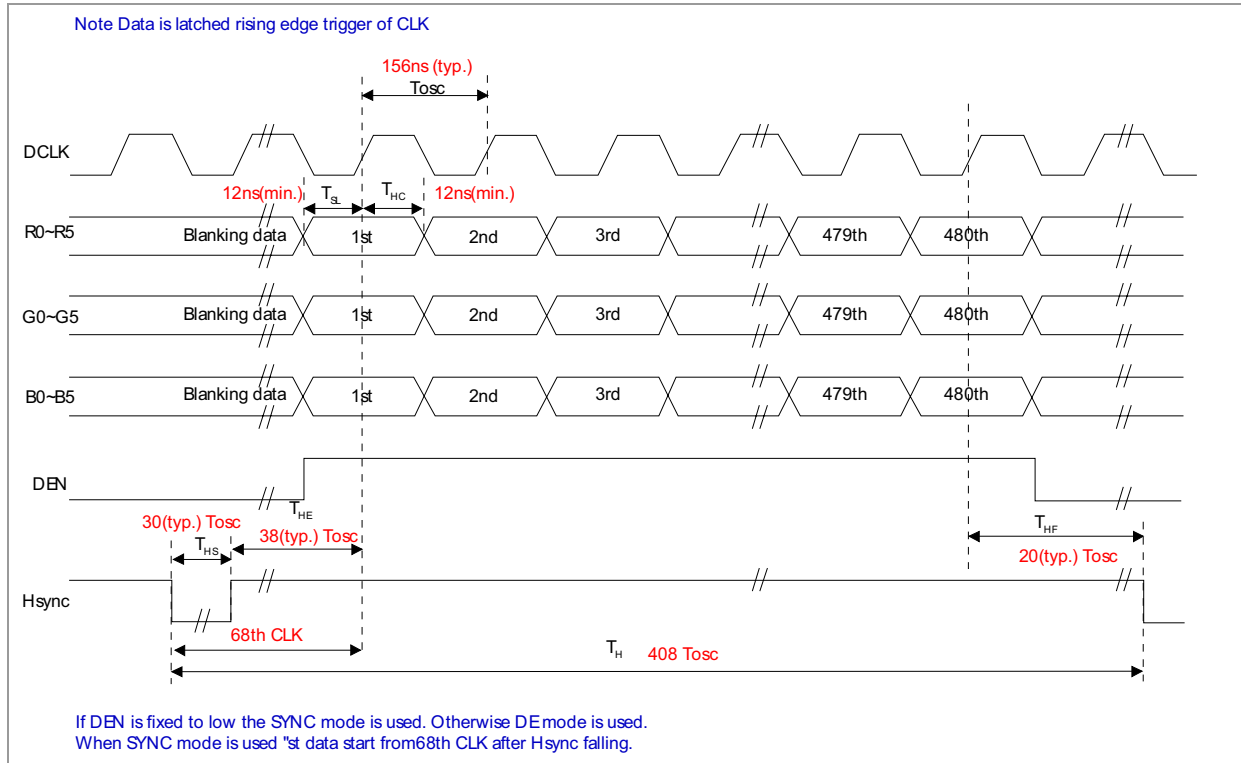 Note Data is latched rising edge trigger of CLK
156ns (typ.)
Tosc
DCLK
12ns(min.) TSL THC 12ns(min.)
R0~R5 Blanking data 1st 2nd 3rd 479th 480th
G0~G5 Blanking data 1st 2nd 3rd 479th 480th
B0~B5 Blanking data 1st 2nd 3rd 479th 480th
DEN
THE
30(typ.) Tosc
THS
38(typ.) Tosc
THF
20(typ.) Tosc
Hsync
68th CLK
TH 408 Tosc
If DEN is fixed to low the SYNC mode is used. Otherwise DE mode is used.
When SYNC mode is used "st data start from68th CLK after Hsync falling.